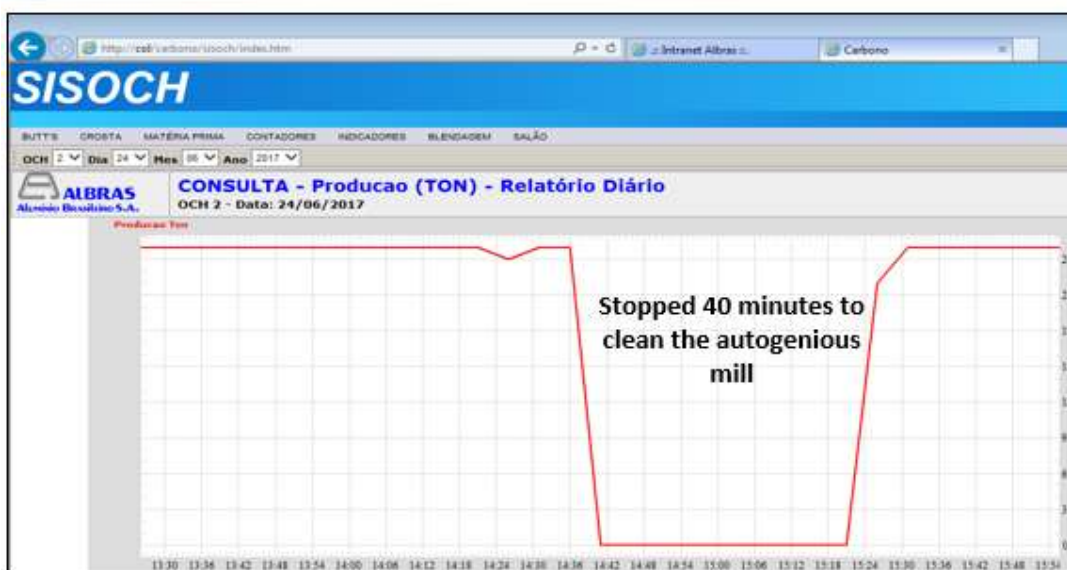 SISOCH
BUTT'S CROSTA MATÉRIA PRIMA CONTADORES INDICADORES BLENDAGEM SALÃO
OCH 2 Dia 24 Mes 06 Ano 2017
ALBRAS
Alumínio Brasileiro S.A.
CONSULTA - Producao (TON) - Relatório Diário
OCH 2 - Data: 24/06/2017
Producao Ton
.: Intranet Albras :.
Carbono
Stopped 40 minutes to
clean the autogenious
mill
13:30 13:36 13:42 13:48 13:54 14:00 14:06 14:12 14:18 14:24 14:30 14:36 14:42 14:48 14:54 15:00 15:06 15:12 15:18 15:24 15:30 15:36 15:42 15:48 15:54